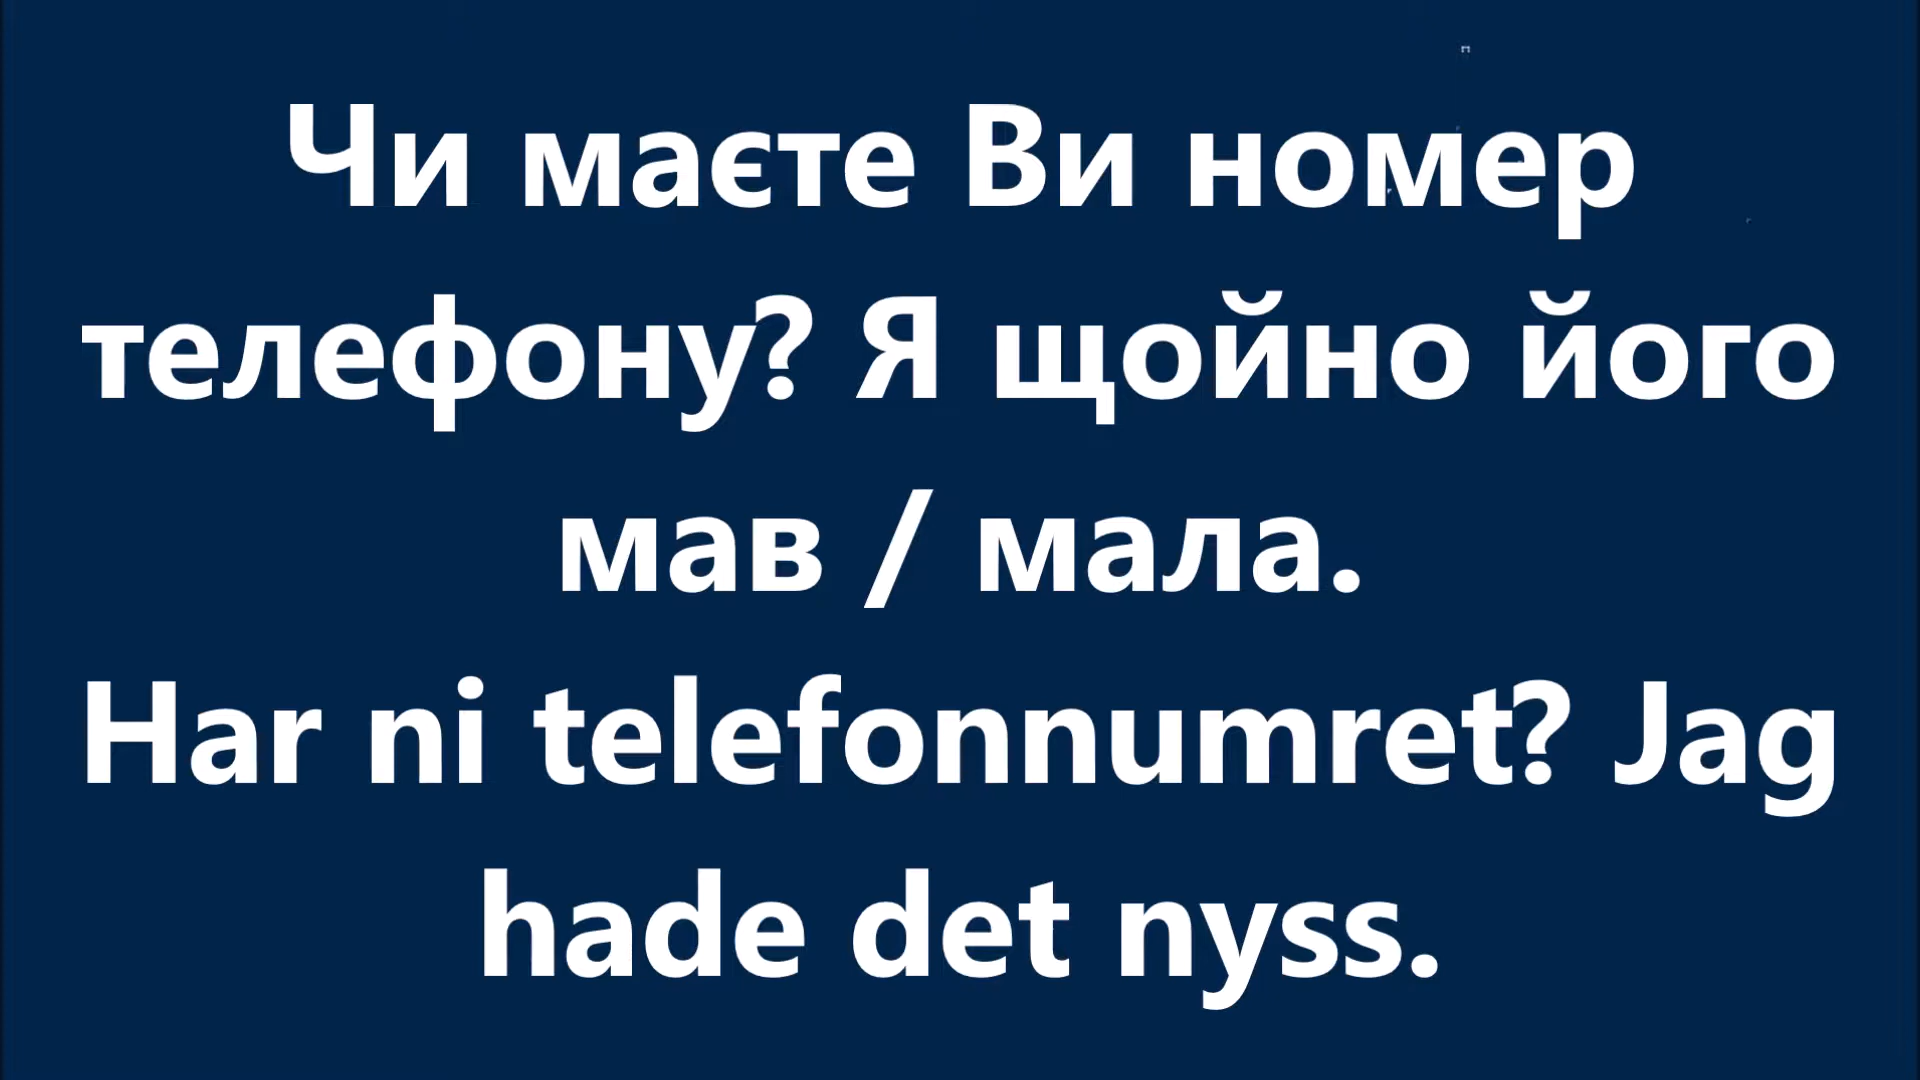 Чи маєте Ви номер
телефону? Я щойно його
мав / мала.
Har ni telefonnumret? Jag
hade det nyss.